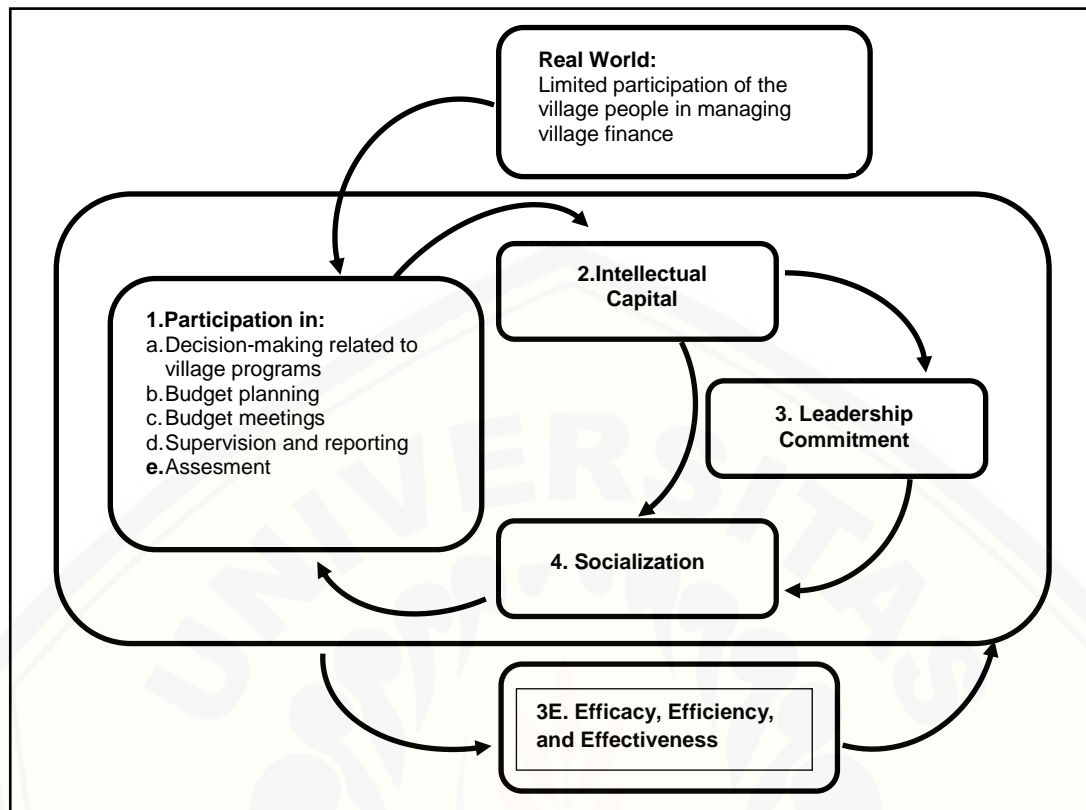 Real World:
Limited participation of the
village people in managing
village finance
2.Intellectual
Capital
1.Participation in:
a.Decision-making related to
village programs
b.Budget planning
c.Budget meetings
d.Supervision and reporting
e.Assesment
3. Leadership
Commitment
4. Socialization
3E. Efficacy, Efficiency,
and Effectiveness
UNIVERSITAS